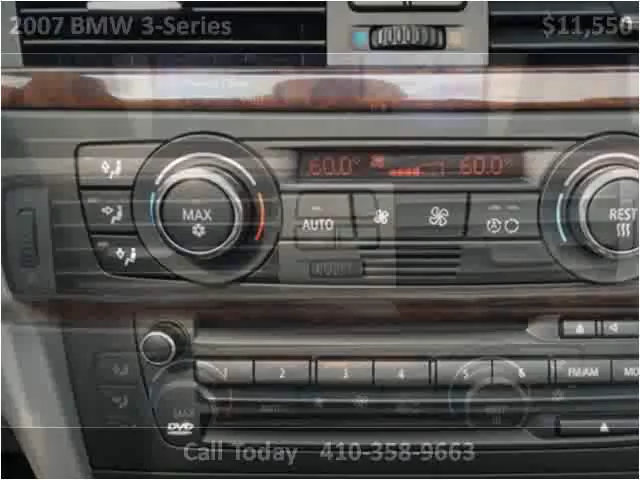 2007 BMW 3-Series $11,550
60.0° 60.0°
MAX AUTO REST
1 2 3 4 5 6 FM/AM MO
DVD
Call Today 410-358-9663